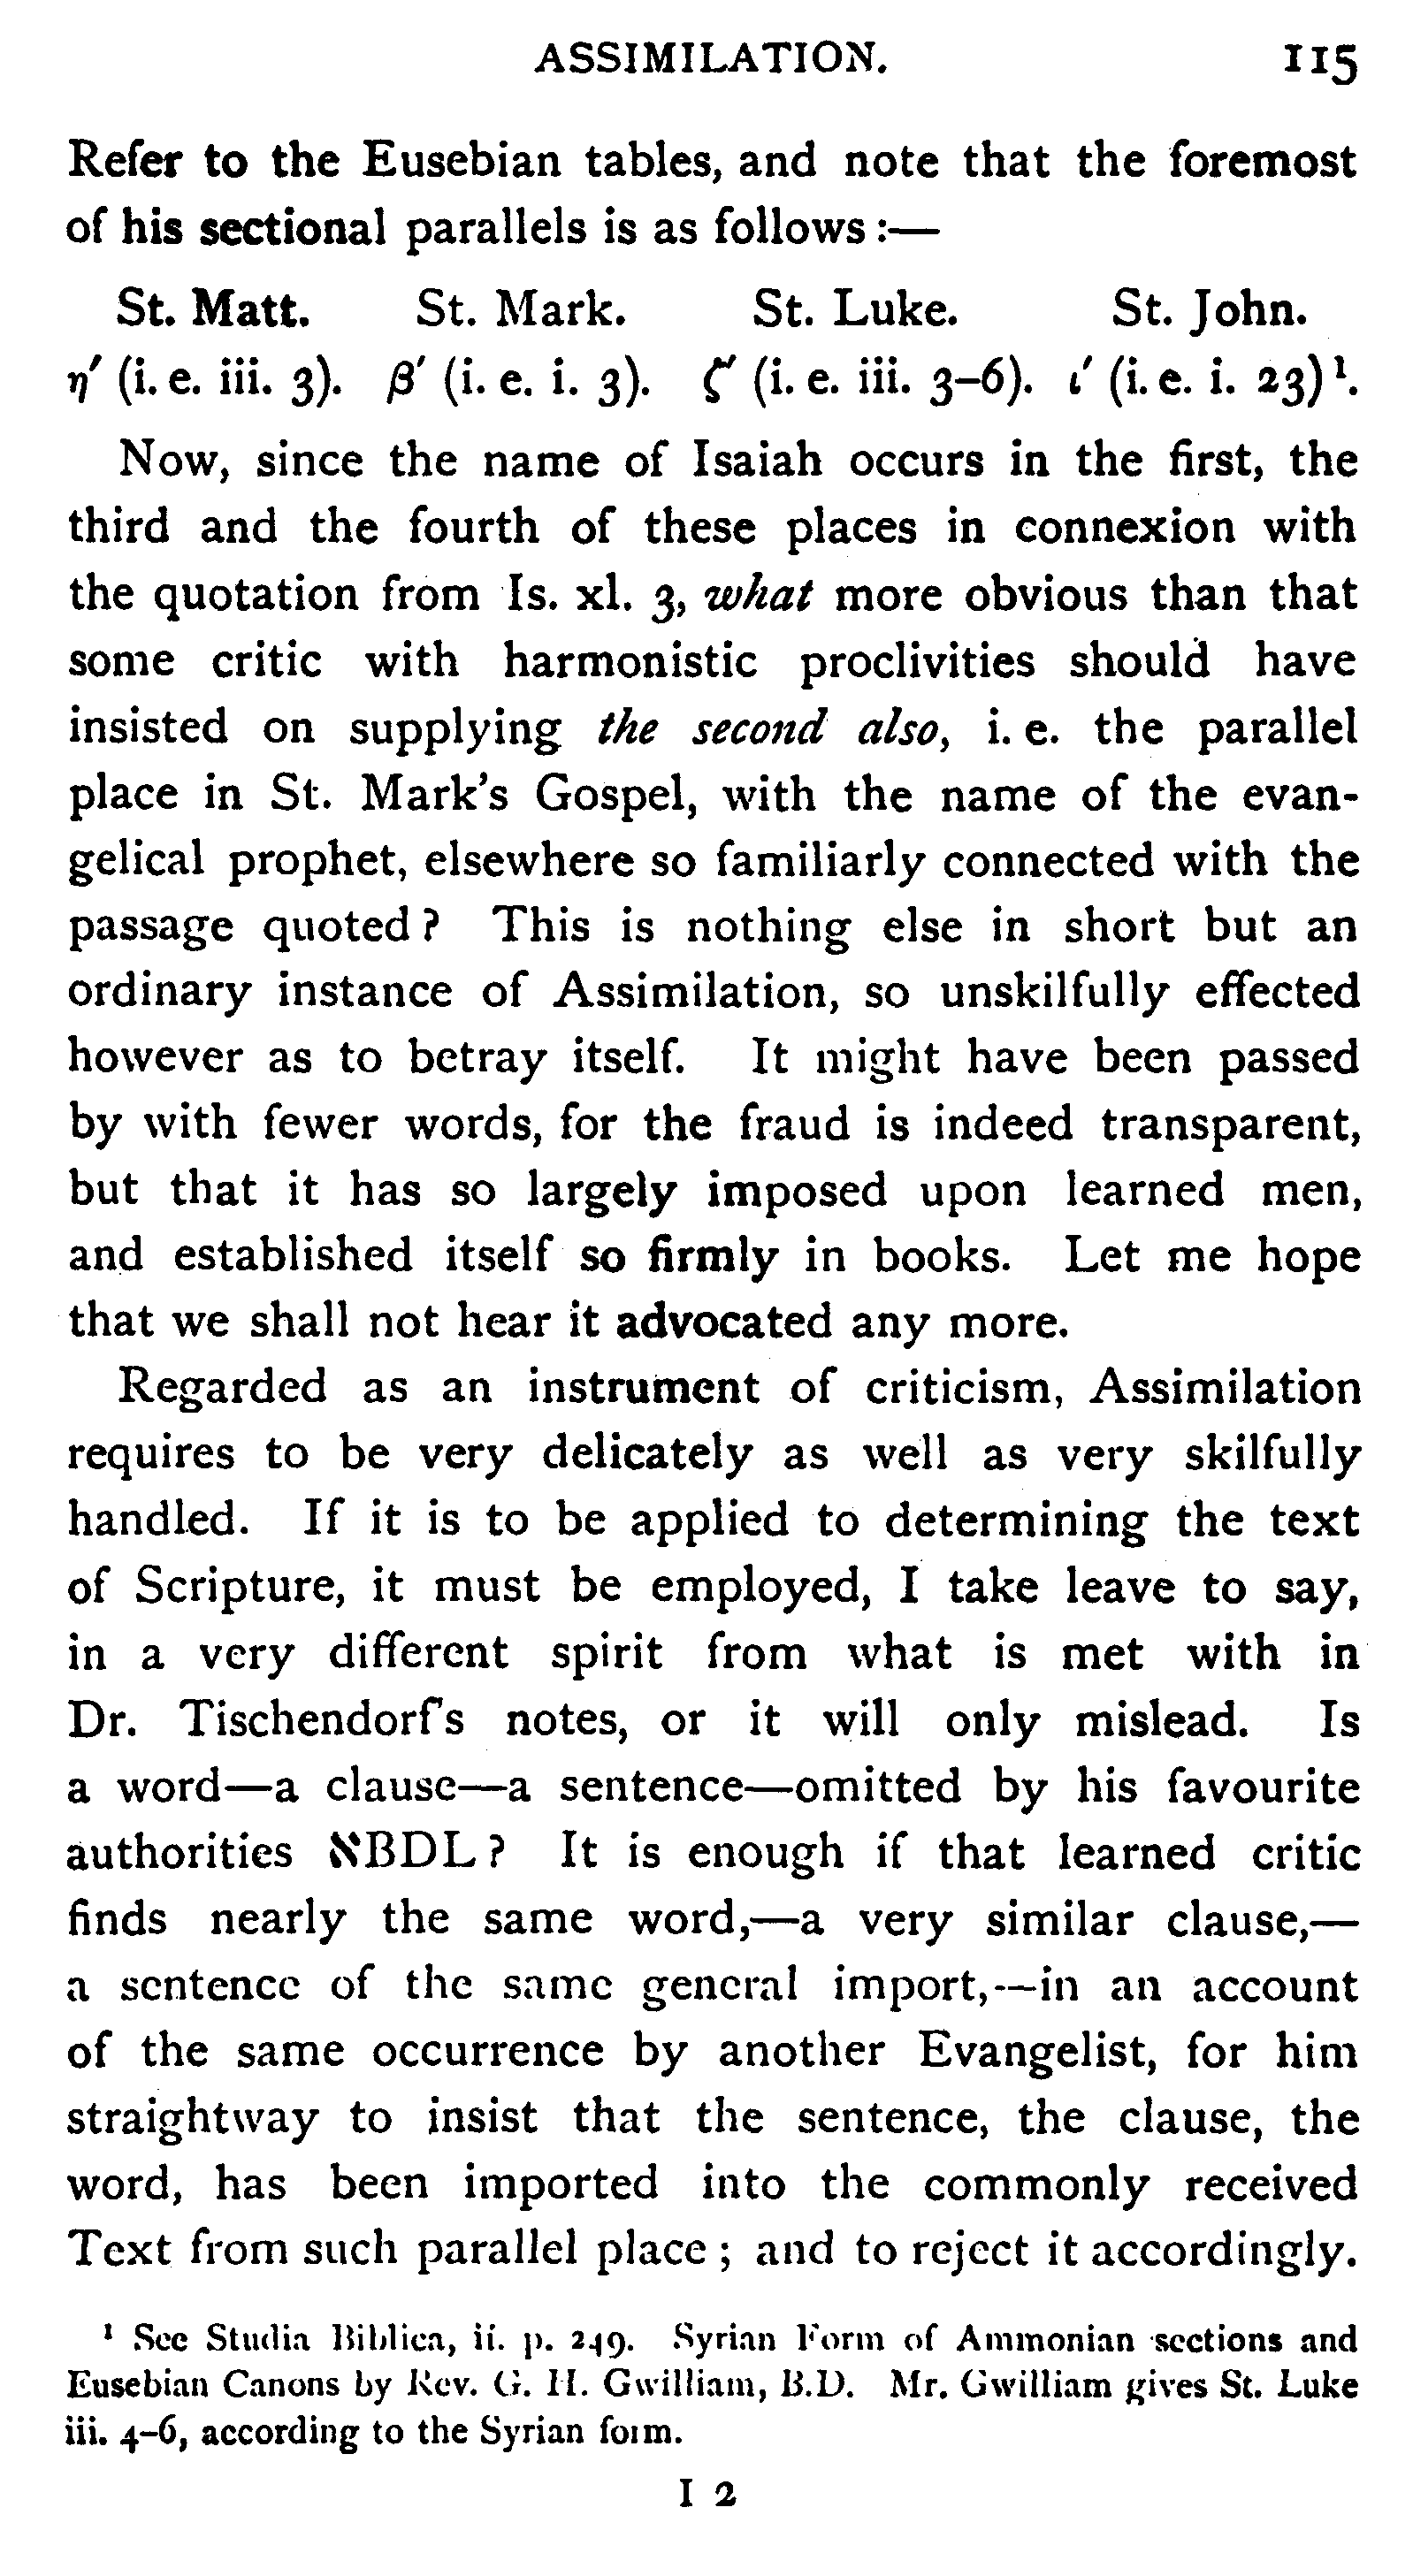 ASSIMILATION. 115
Refer to the Eusebian tables, and note that the foremost
of his sectional parallels is as follows :—
St. Matt. St. Mark. St. Luke. St. John.
η′ (i. e. iii. 3). β′ (i. e. i. 3). ζ′ (i. e. iii. 3–6). ι′ (i. e. i. 23)¹.
Now, since the name of Isaiah occurs in the first, the
third and the fourth of these places in connexion with
the quotation from Is. xl. 3, what more obvious than that
some critic with harmonistic proclivities should have
insisted on supplying the second also, i. e. the parallel
place in St. Mark's Gospel, with the name of the evan-
gelical prophet, elsewhere so familiarly connected with the
passage quoted ? This is nothing else in short but an
ordinary instance of Assimilation, so unskilfully effected
however as to betray itself. It might have been passed
by with fewer words, for the fraud is indeed transparent,
but that it has so largely imposed upon learned men,
and established itself so firmly in books. Let me hope
that we shall not hear it advocated any more.
Regarded as an instrument of criticism, Assimilation
requires to be very delicately as well as very skilfully
handled. If it is to be applied to determining the text
of Scripture, it must be employed, I take leave to say,
in a very different spirit from what is met with in
Dr. Tischendorf's notes, or it will only mislead. Is
a word—a clause—a sentence—omitted by his favourite
authorities אBDL ? It is enough if that learned critic
finds nearly the same word,—a very similar clause,—
a sentence of the same general import,—in an account
of the same occurrence by another Evangelist, for him
straightway to insist that the sentence, the clause, the
word, has been imported into the commonly received
Text from such parallel place ; and to reject it accordingly.
¹ See Studia Biblica, ii. p. 249. Syrian Form of Ammonian sections and
Eusebian Canons by Rev. G. H. Gwilliam, B.D. Mr. Gwilliam gives St. Luke
iii. 4–6, according to the Syrian form.
I 2